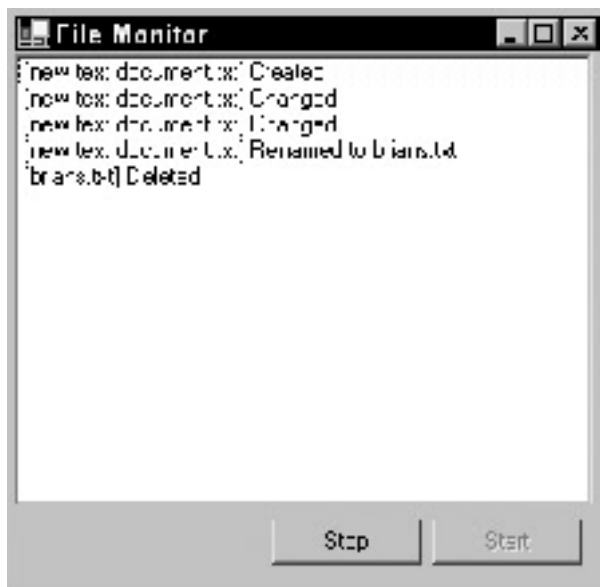 File Monitor
[new text document.txt] Created
[new text document.txt] Changed
[new text document.txt] Changed
[new text document.txt] Renamed to brians.txt
[brians.txt] Deleted
Stop
Start